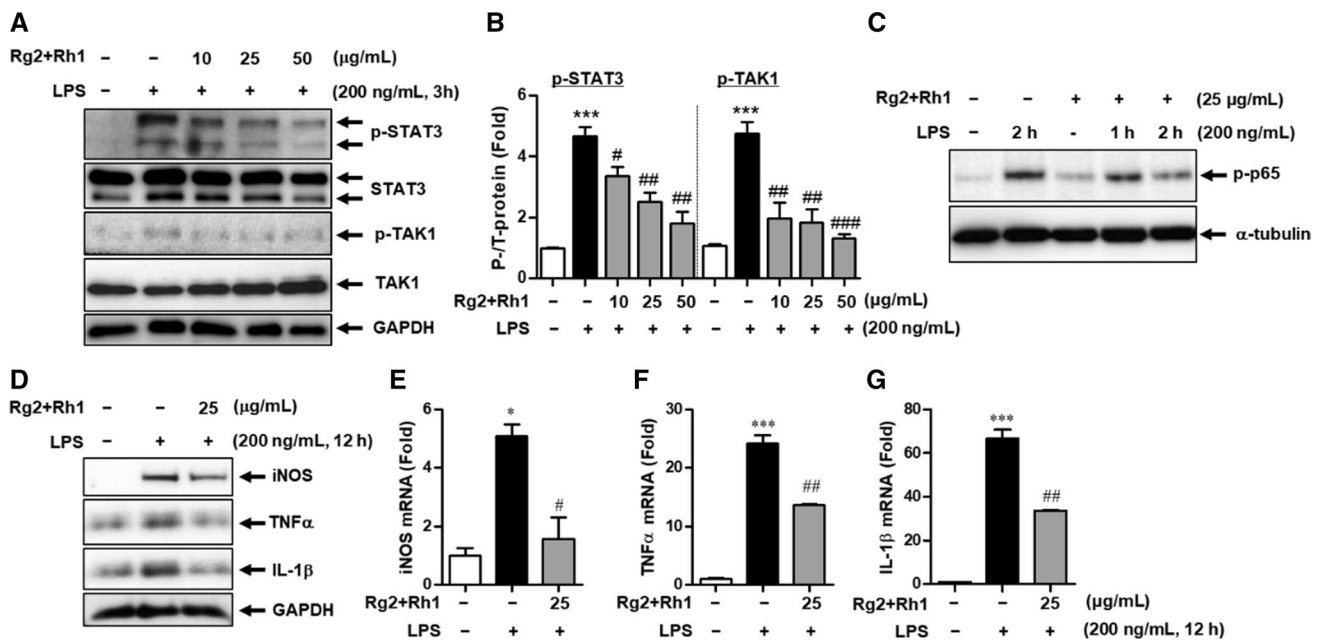 A
Rg2+Rh1 – – 10 25 50 (μg/mL)
LPS – + + + + (200 ng/mL, 3h)
p-STAT3
STAT3
p-TAK1
TAK1
GAPDH
B
p-STAT3 p-TAK1
P-/T-protein (Fold)
6
4
2
0
*** # ## ## *** ## ## ###
Rg2+Rh1 – – 10 25 50 – – 10 25 50 (μg/mL)
LPS – + + + + – + + + + (200 ng/mL)
C
Rg2+Rh1 – – + + + (25 μg/mL)
LPS – 2 h - 1 h 2 h (200 ng/mL)
p-p65
α-tubulin
D
Rg2+Rh1 – – 25 (μg/mL)
LPS – + + (200 ng/mL, 12 h)
iNOS
TNFα
IL-1β
GAPDH
E
iNOS mRNA (Fold)
6
4
2
0
* #
Rg2+Rh1 – – 25
LPS – + +
F
TNFα mRNA (Fold)
30
20
10
0
*** ##
Rg2+Rh1 – – 25
LPS – + +
G
IL-1β mRNA (Fold)
80
60
40
20
0
*** ##
Rg2+Rh1 – – 25 (μg/mL)
LPS – + + (200 ng/mL, 12 h)